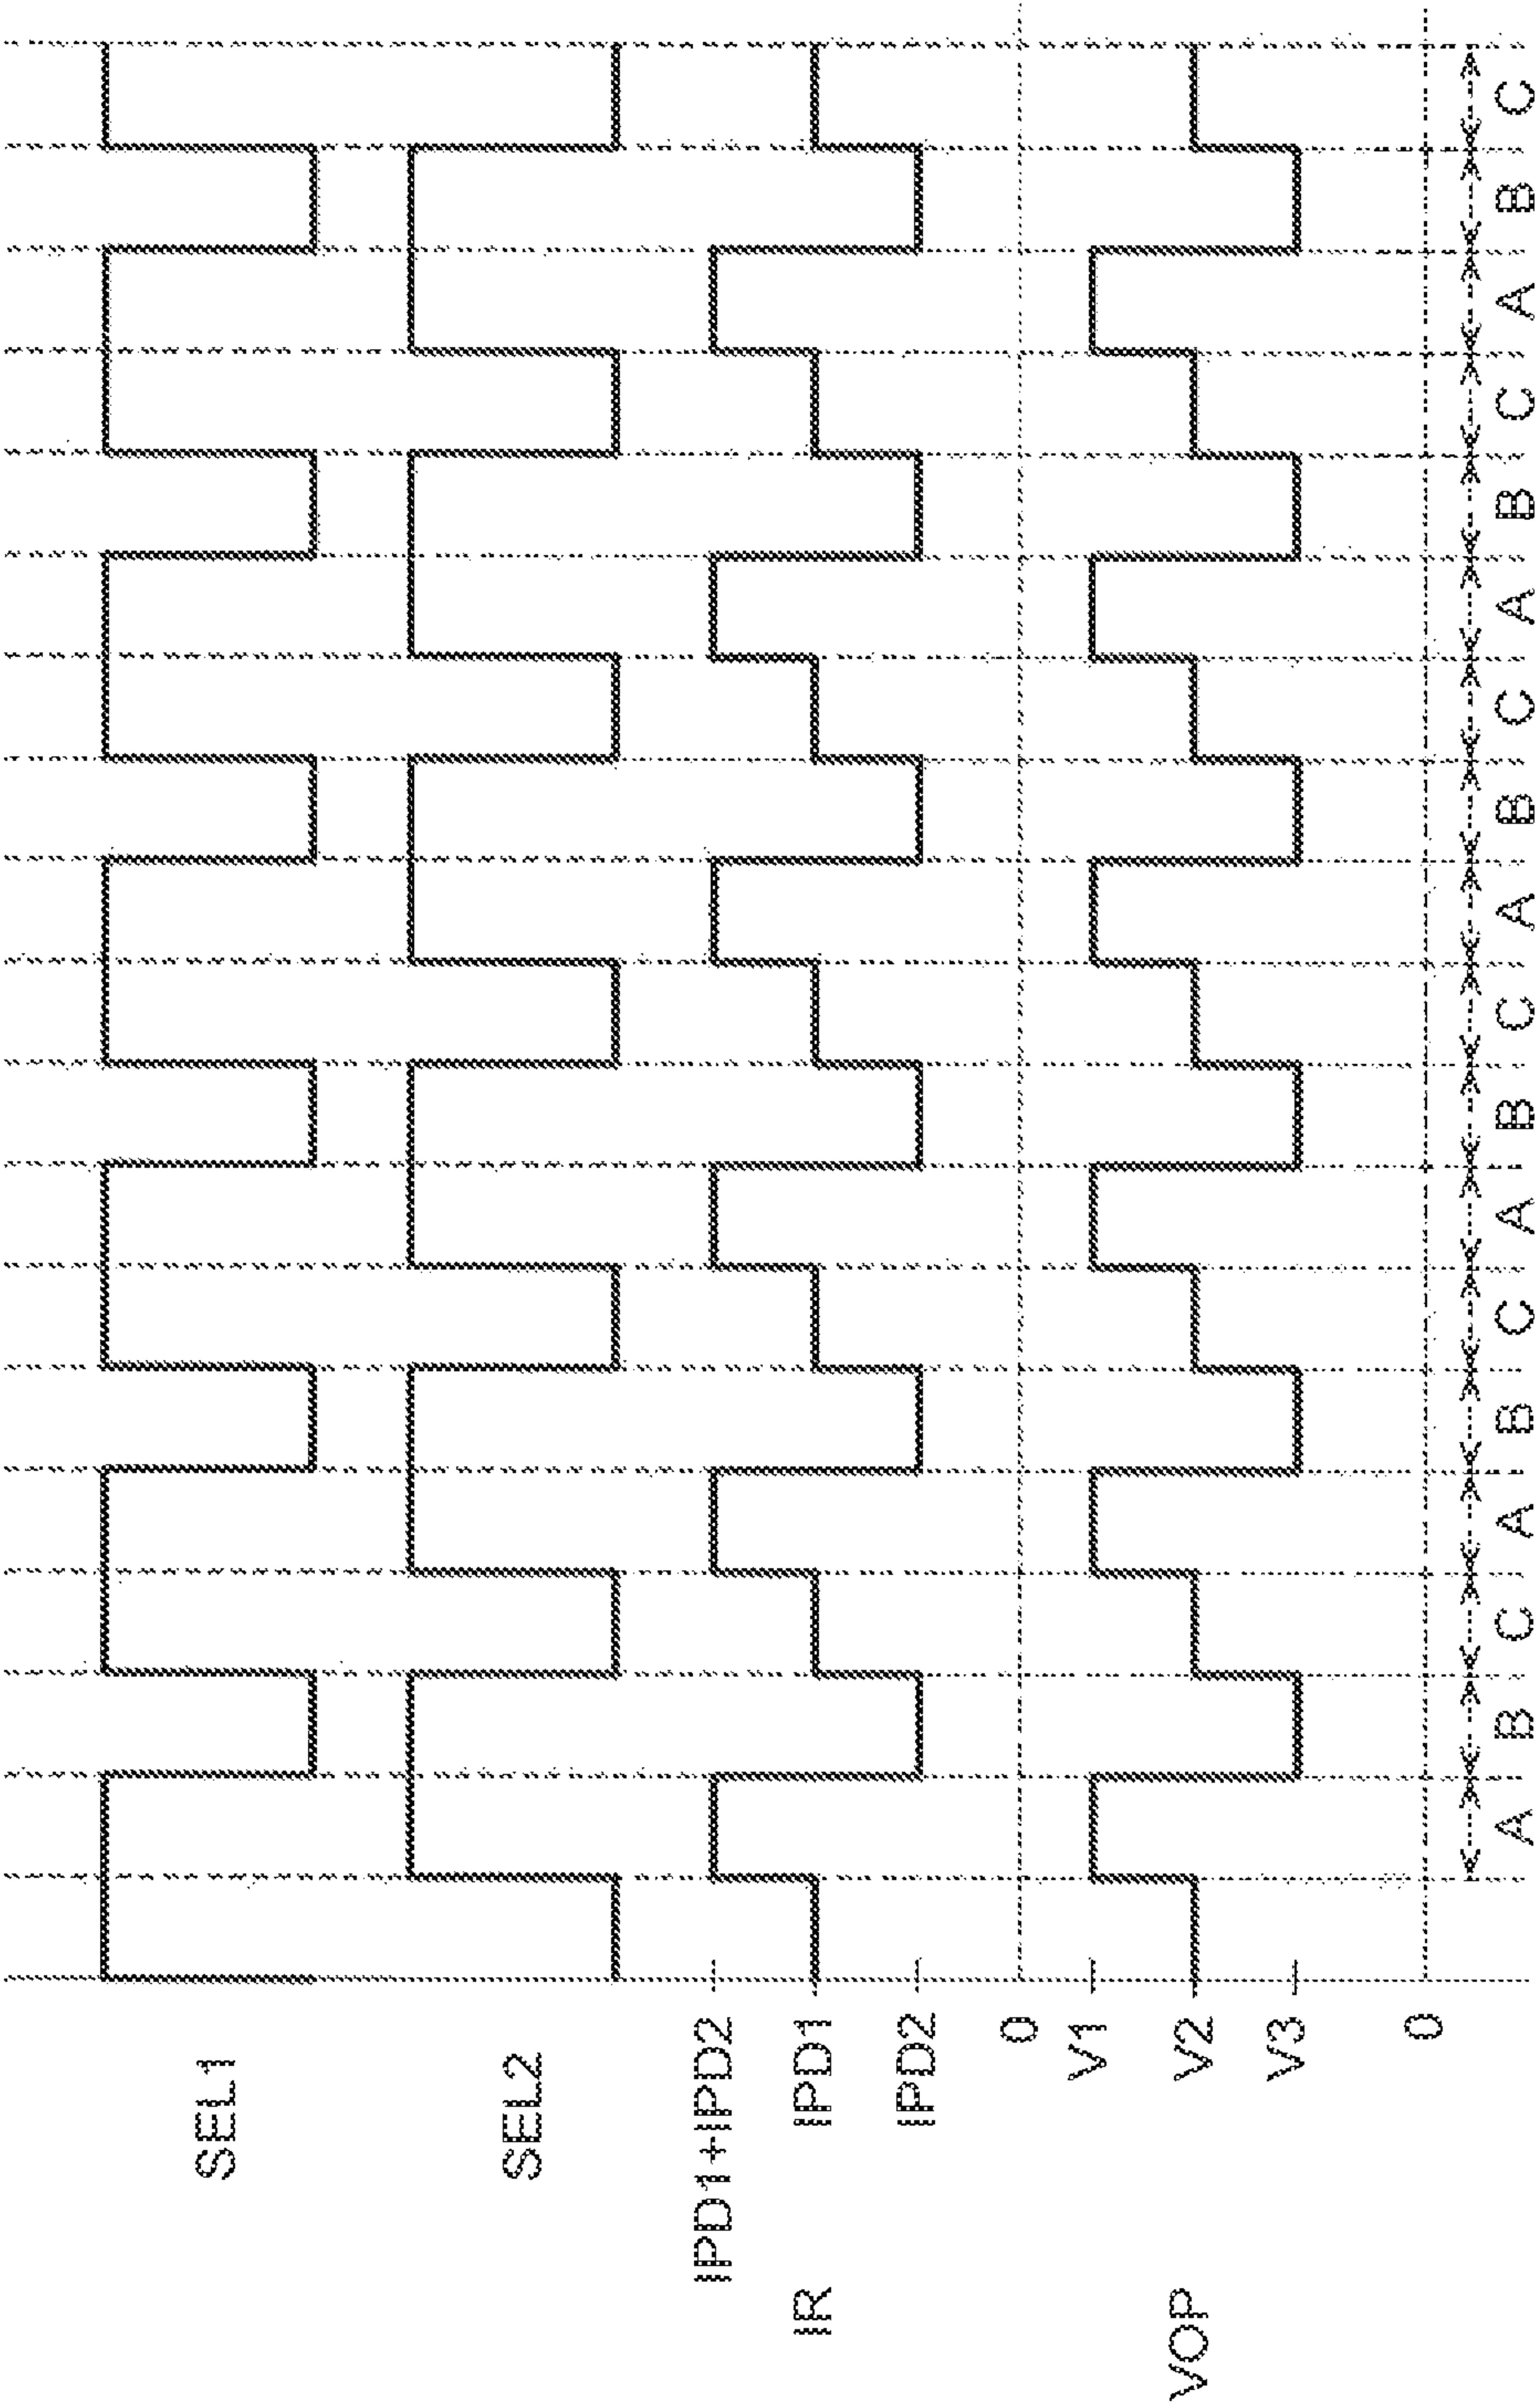 SEL1
SEL2
IPD1+IPD2
IR
IPD1
IPD2
0
V1
VOP
V2
V3
0
A B C A B C A B C A B C A B C A B C